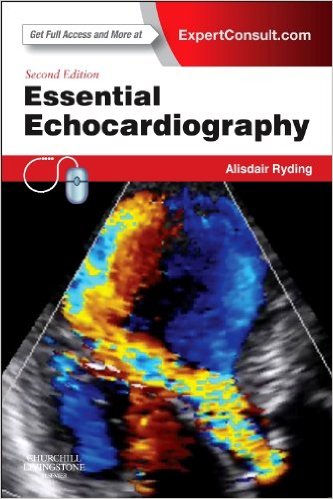 Get Full Access and More at
ExpertConsult.com
Second Edition
Essential
Echocardiography
Alisdair Ryding
CHURCHILL
LIVINGSTONE
ELSEVIER